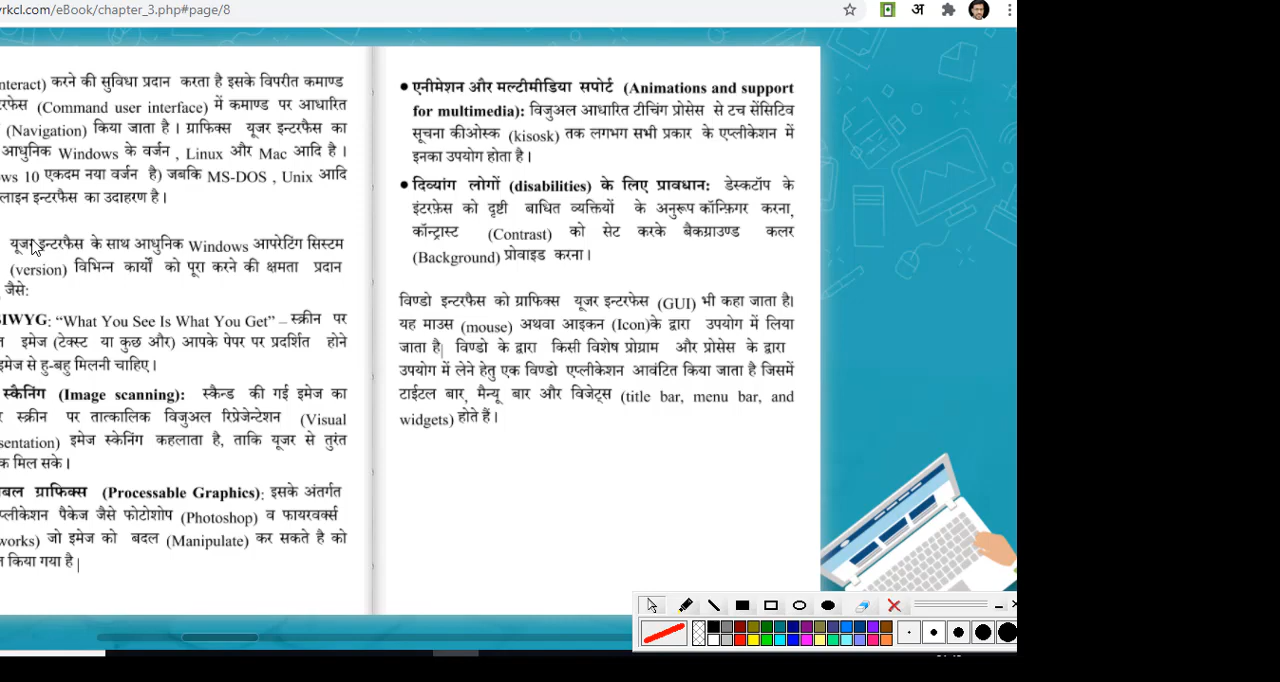 yrkcl.com/eBook/chapter_3.php#page/8
अ
nteract) करने की सुविधा प्रदान करता है इसके विपरीत कमाण्ड
रफेस (Command user interface) में कमाण्ड पर आधारित
(Navigation) किया जाता है। ग्राफिक्स यूजर इन्टरफैस का
आधुनिक Windows के वर्जन , Linux और Mac आदि है।
ws 10 एकदम नया वर्जन है) जबकि MS-DOS , Unix आदि
लाइन इन्टरफैस का उदाहरण है।
यूजर इन्टरफैस के साथ आधुनिक Windows आपरेटिंग सिस्टम
(version) विभिन्न कार्यों को पूरा करने की क्षमता प्रदान
जैसे:
SIWYG: “What You See Is What You Get” – स्क्रीन पर
त इमेज (टेक्स्ट या कुछ और) आपके पेपर पर प्रदर्शित होने
इमेज से हु-बहु मिलनी चाहिए।
स्कैनिंग (Image scanning): स्कैन्ड की गई इमेज का
र स्क्रीन पर तात्कालिक विजुअल रिप्रेजेन्टेशन (Visual
sentation) इमेज स्केनिंग कहलाता है, ताकि यूजर से तुरंत
क मिल सके।
बल ग्राफिक्स (Processable Graphics): इसके अंतर्गत
प्लीकेशन पैकेज जैसे फोटोशोप (Photoshop) व फायरवर्क्स
works) जो इमेज को बदल (Manipulate) कर सकते है को
त किया गया है|
● एनीमेशन और मल्टीमीडिया सपोर्ट (Animations and support
for multimedia): विजुअल आधारित टीचिंग प्रोसेस से टच सेंसिटिव
सूचना कीओस्क (kisosk) तक लगभग सभी प्रकार के एप्लीकेशन में
इनका उपयोग होता है।
● दिव्यांग लोगों (disabilities) के लिए प्रावधान: डेस्कटॉप के
इंटरफ़ेस को दृष्टी बाधित व्यक्तियों के अनुरूप कॉन्फ़िगर करना,
कॉन्ट्रास्ट (Contrast) को सेट करके बैकग्राउण्ड कलर
(Background) प्रोवाइड करना।
विण्डो इन्टरफैस को ग्राफिक्स यूजर इन्टरफेस (GUI) भी कहा जाता है।
यह माउस (mouse) अथवा आइकन (Icon)के द्वारा उपयोग में लिया
जाता है| विण्डो के द्वारा किसी विशेष प्रोग्राम और प्रोसेस के द्वारा
उपयोग में लेने हेतु एक विण्डो एप्लीकेशन आवंटित किया जाता है जिसमें
टाईटल बार, मैन्यू बार और विजेट्स (title bar, menu bar, and
widgets) होते हैं।